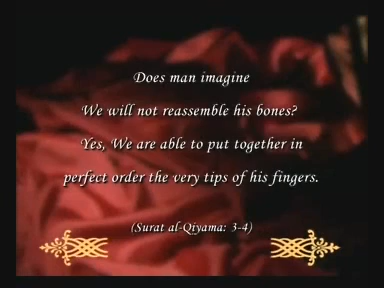 Does man imagine
We will not reassemble his bones?
Yes, We are able to put together in
perfect order the very tips of his fingers.
(Surat al-Qiyama: 3-4)